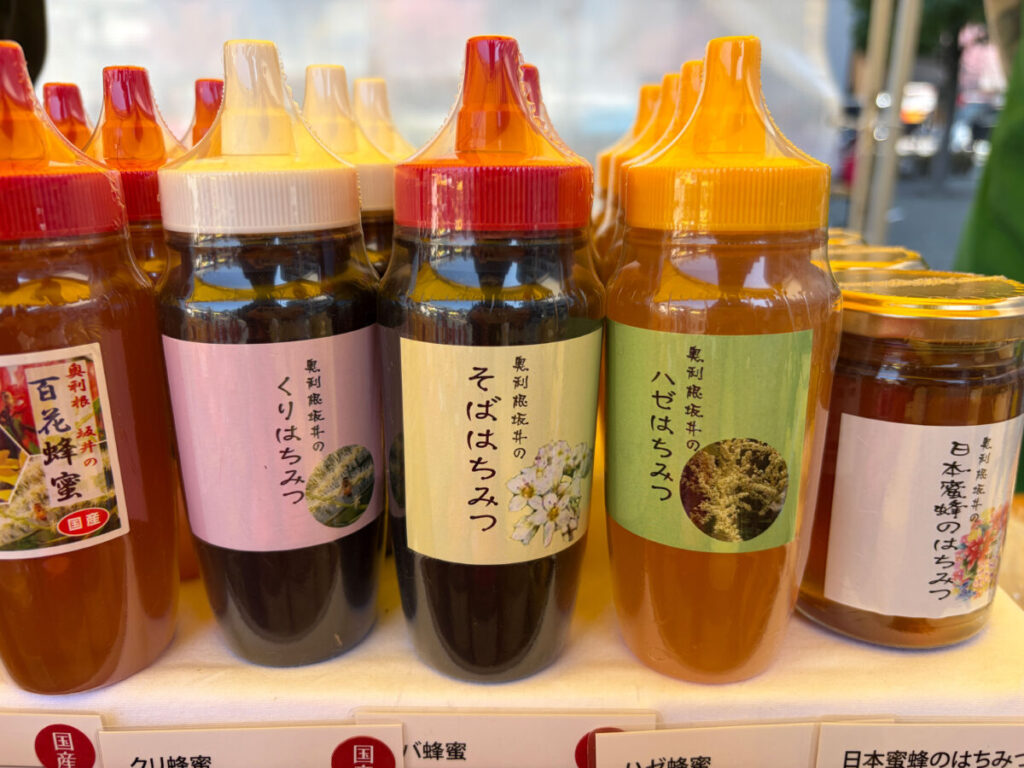 奥利根 坂井の
百花蜂蜜
国産
奥利根坂井の
くりはちみつ
奥利根坂井の
そばはちみつ
奥利根坂井の
ハゼはちみつ
奥利根坂井の
日本蜜蜂のはちみつ
国産
クリ蜂蜜
国産
バ蜂蜜
ハゼ蜂蜜
日本蜜蜂のはちみつ